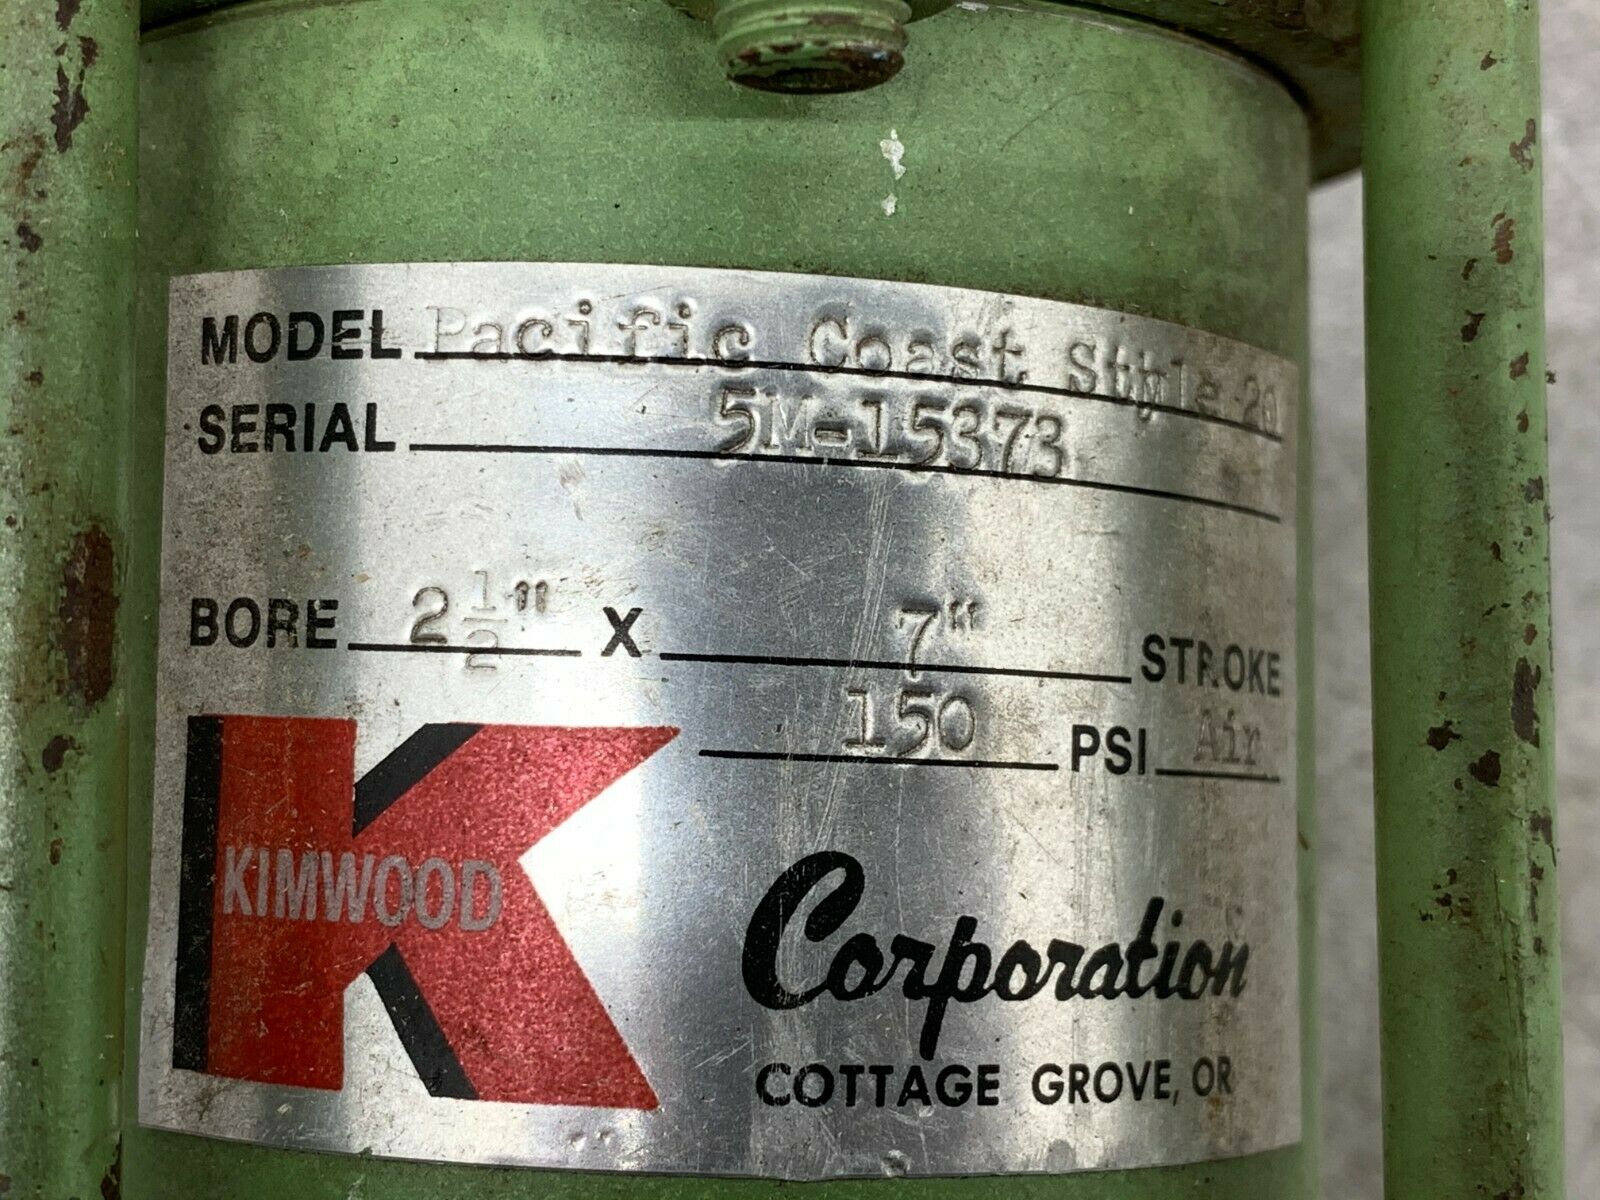 MODEL Pacific Coast Style 20
SERIAL 5M-15373
BORE 2 1/2" X 7" STROKE
150 PSI Air
KIMWOOD
Corporation
COTTAGE GROVE, OR